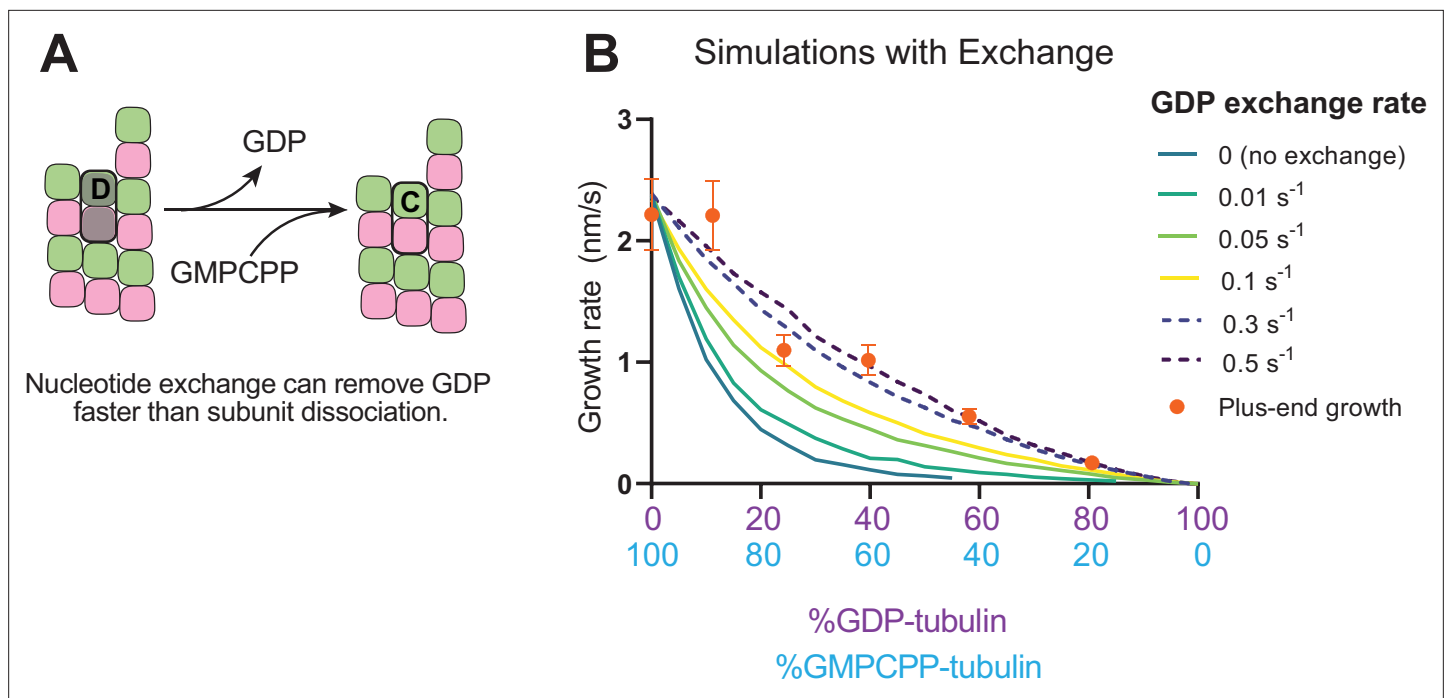 A
GDP
D
C
GMPCPP
Nucleotide exchange can remove GDP
faster than subunit dissociation.
B
Simulations with Exchange
Growth rate (nm/s)
3
2
1
0
0 20 40 60 80 100
100 80 60 40 20 0
%GDP-tubulin
%GMPCPP-tubulin
GDP exchange rate
0 (no exchange)
0.01 s⁻¹
0.05 s⁻¹
0.1 s⁻¹
0.3 s⁻¹
0.5 s⁻¹
Plus-end growth